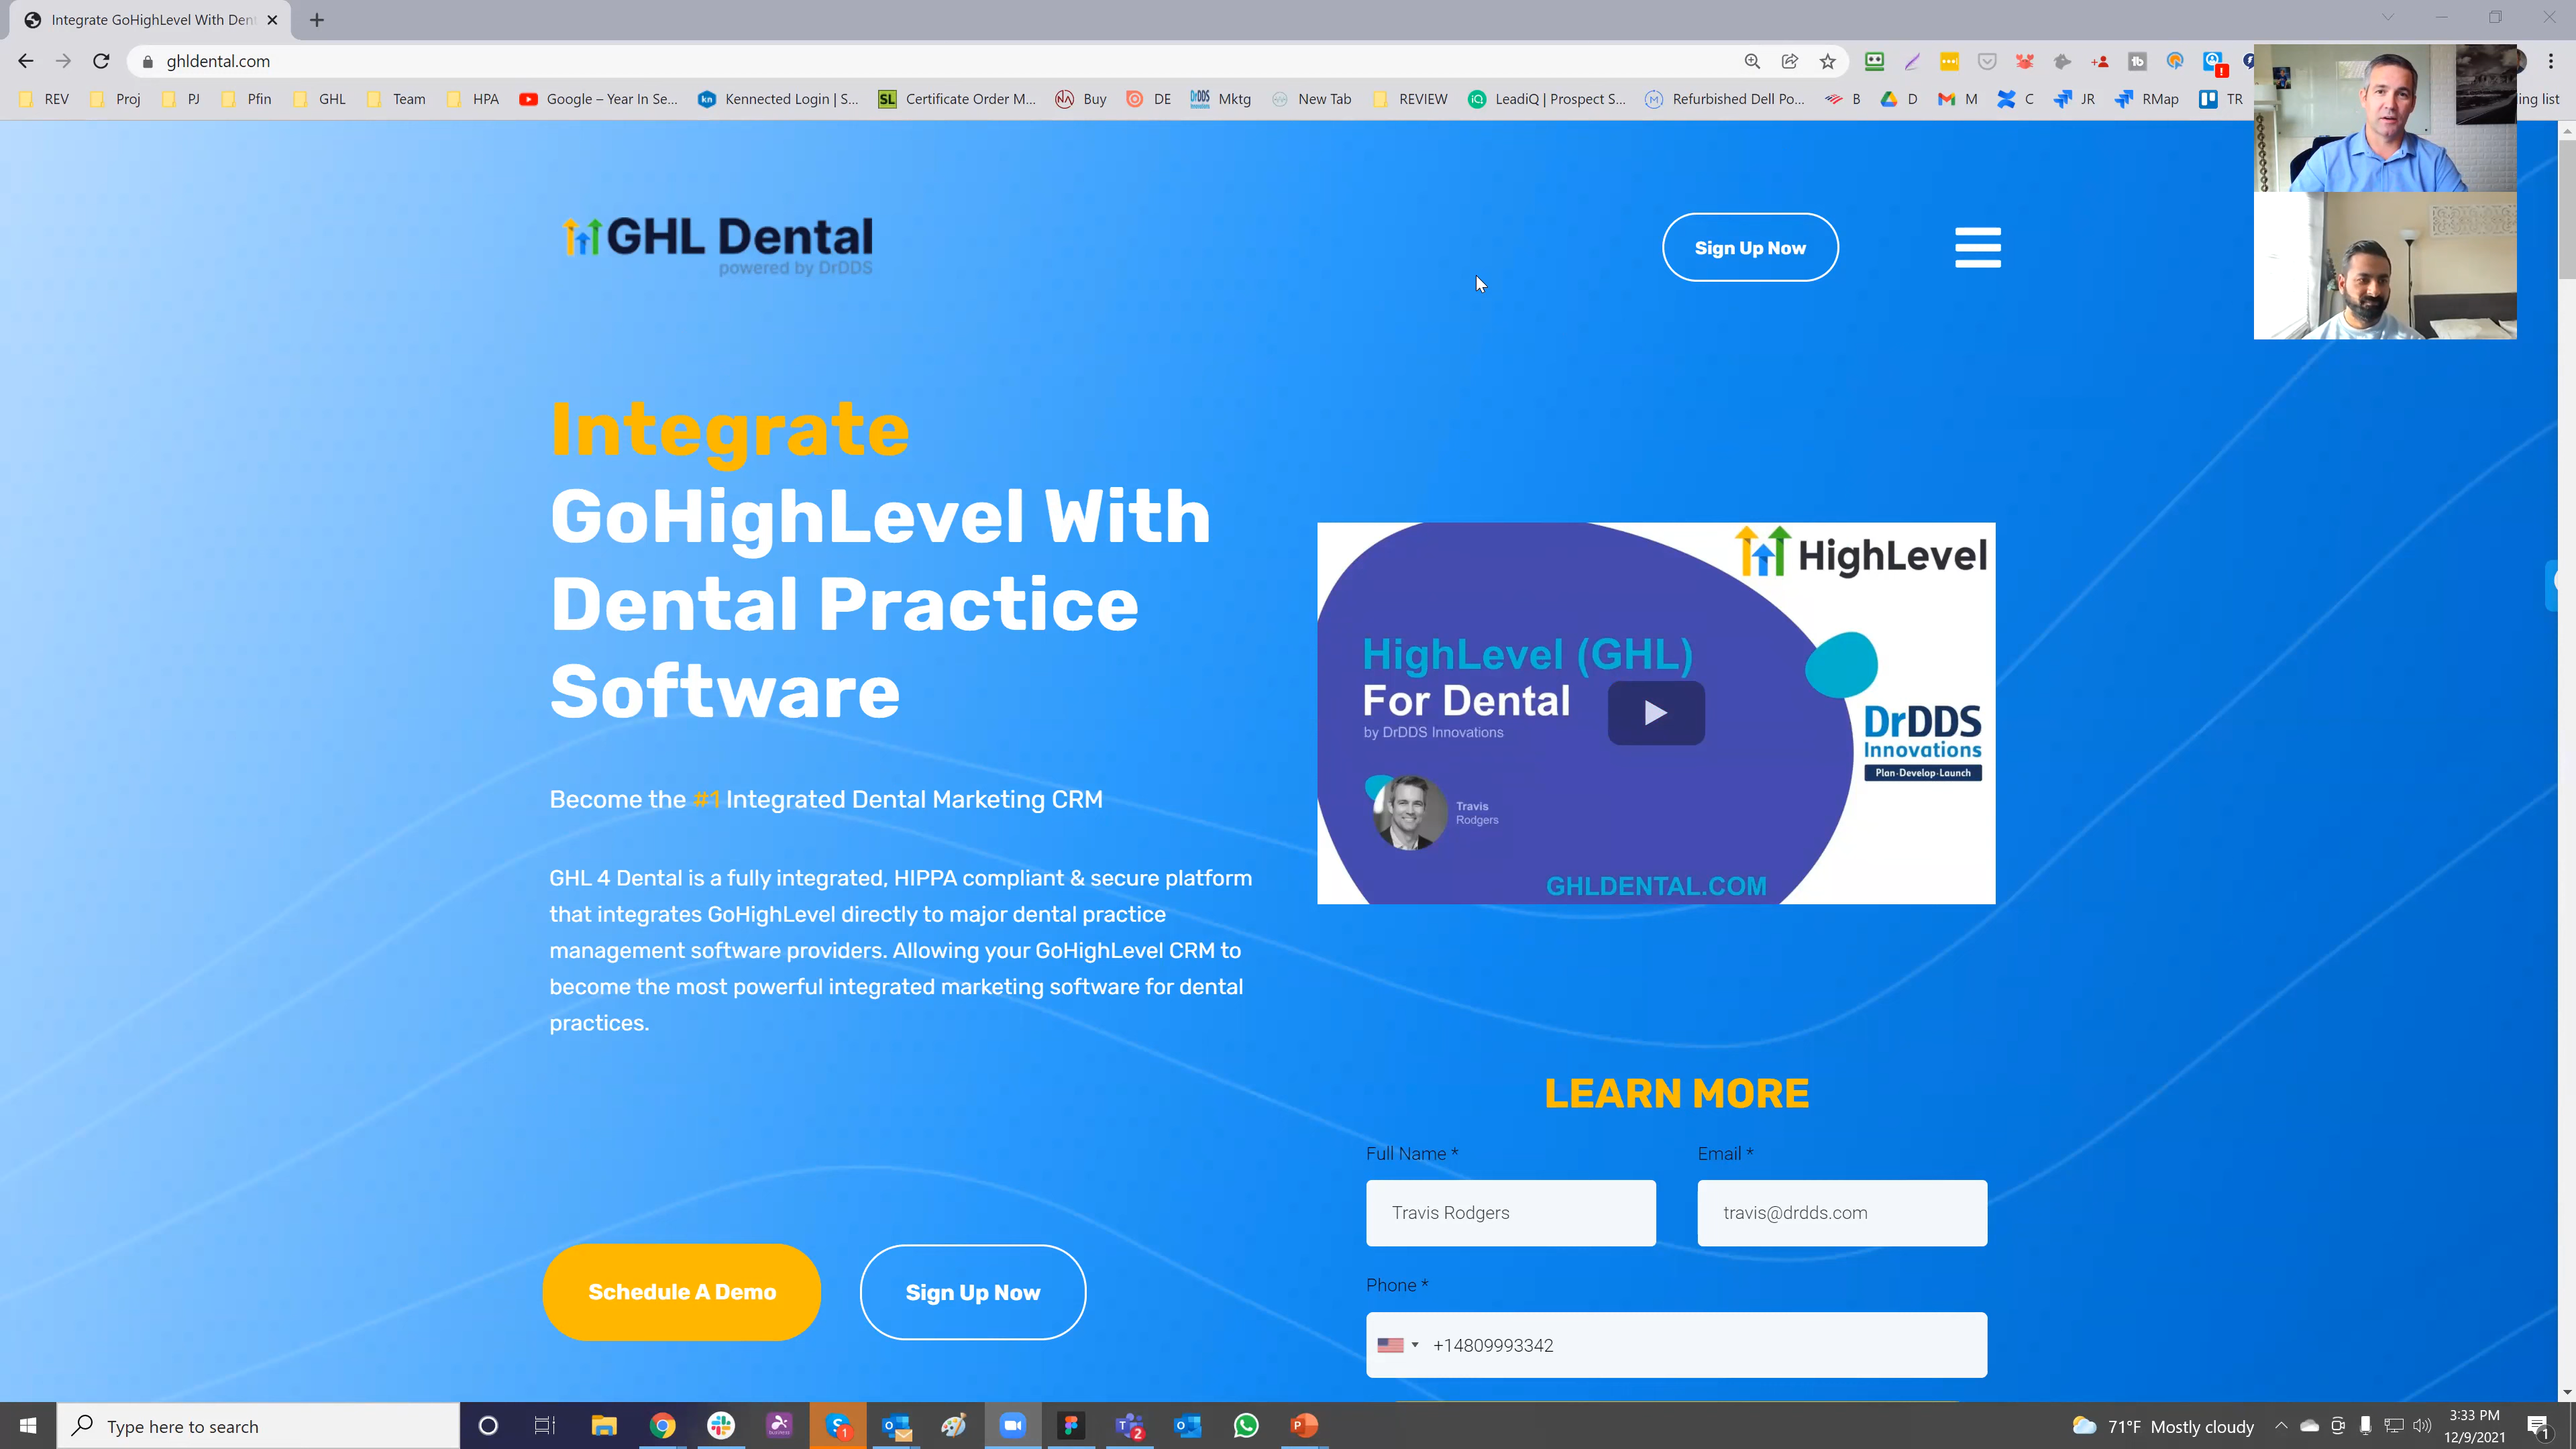 Integrate GoHighLevel With Den
ghldental.com
REV Proj PJ Pfin GHL Team HPA Google – Year In Se... Kennected Login | S... Certificate Order M... Buy DE Mktg New Tab REVIEW LeadiQ | Prospect S... Refurbished Dell Po... B D M C JR RMap TR ing list
GHL Dental
powered by DrDDS
Sign Up Now
Integrate
GoHighLevel With
Dental Practice
Software
Become the #1 Integrated Dental Marketing CRM
GHL 4 Dental is a fully integrated, HIPPA compliant & secure platform
that integrates GoHighLevel directly to major dental practice
management software providers. Allowing your GoHighLevel CRM to
become the most powerful integrated marketing software for dental
practices.
Schedule A Demo
Sign Up Now
HighLevel
HighLevel (GHL)
For Dental
by DrDDS Innovations
DrDDS
Innovations
Plan-Develop-Launch
Travis
Rodgers
GHLDENTAL.COM
LEARN MORE
Full Name * Email *
Travis Rodgers travis@drdds.com
Phone *
+14809993342
Type here to search
71°F Mostly cloudy
3:33 PM
12/9/2021